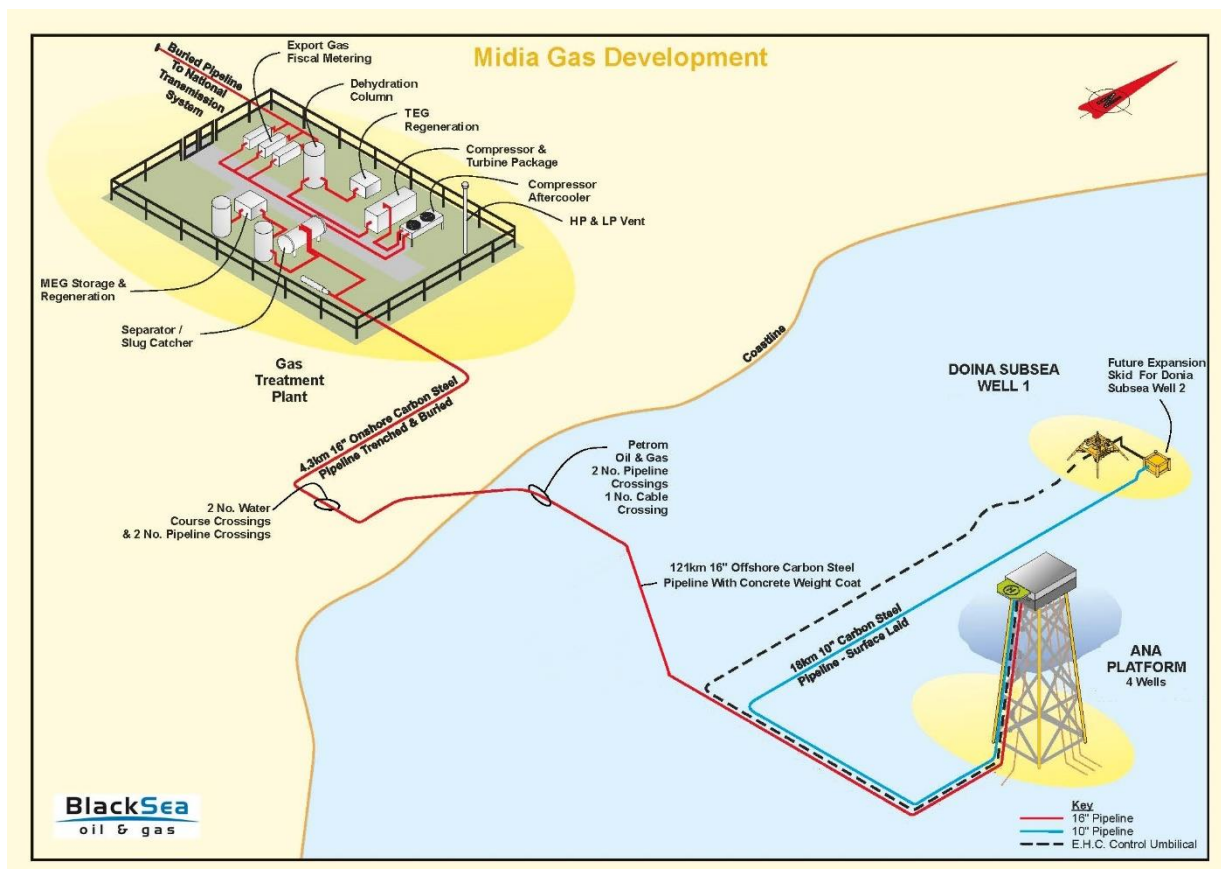 Midia Gas Development
Buried Pipeline
To National
Transmission
System
Export Gas
Fiscal Metering
Dehydration
Column
TEG
Regeneration
Compressor &
Turbine Package
Compressor
Aftercooler
HP & LP Vent
MEG Storage &
Regeneration
Separator /
Slug Catcher
Gas
Treatment
Plant
4.3km 16" Onshore Carbon Steel
Pipeline Trenched & Buried
2 No. Water
Course Crossings
& 2 No. Pipeline Crossings
Coastline
Petrom
Oil & Gas
2 No. Pipeline
Crossings
1 No. Cable
Crossing
121km 16" Offshore Carbon Steel
Pipeline With Concrete Weight Coat
DOINA SUBSEA
WELL 1
Future Expansion
Skid For Donia
Subsea Well 2
18km 10" Carbon Steel
Pipeline - Surface Laid
H
ANA
PLATFORM
4 Wells
BlackSea
oil & gas
Key
16" Pipeline
10" Pipeline
E.H.C. Control Umbilical